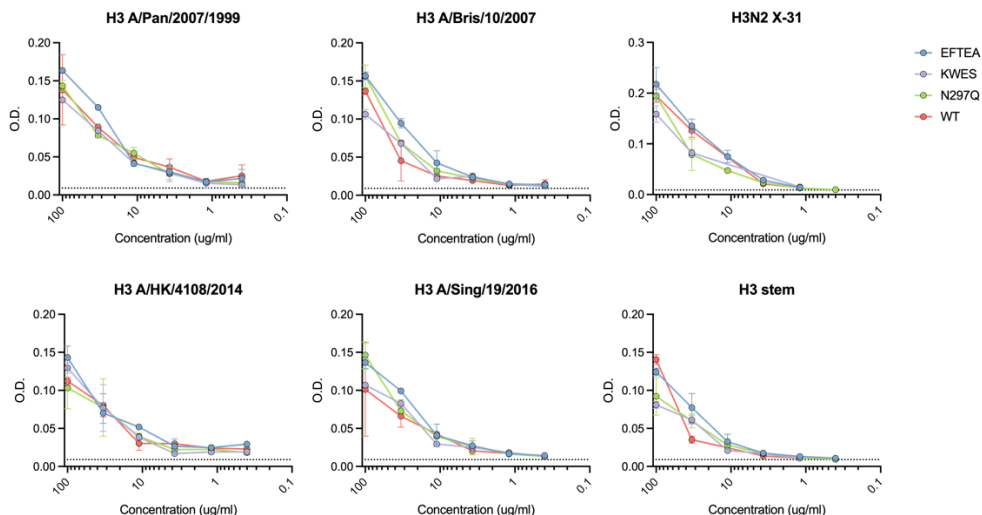 H3 A/Pan/2007/1999
H3 A/Bris/10/2007
H3N2 X-31
0.20
0.15
0.10
0.05
0.00
O.D.
100
10
1
0.1
Concentration (ug/ml)
0.20
0.15
0.10
0.05
0.00
O.D.
100
10
1
0.1
Concentration (ug/ml)
0.3
0.2
0.1
0.0
O.D.
100
10
1
0.1
Concentration (ug/ml)
EFTEA
KWES
N297Q
WT
H3 A/HK/4108/2014
H3 A/Sing/19/2016
H3 stem
0.20
0.15
0.10
0.05
0.00
O.D.
100
10
1
0.1
Concentration (ug/ml)
0.20
0.15
0.10
0.05
0.00
O.D.
100
10
1
0.1
Concentration (ug/ml)
0.20
0.15
0.10
0.05
0.00
O.D.
100
10
1
0.1
Concentration (ug/ml)